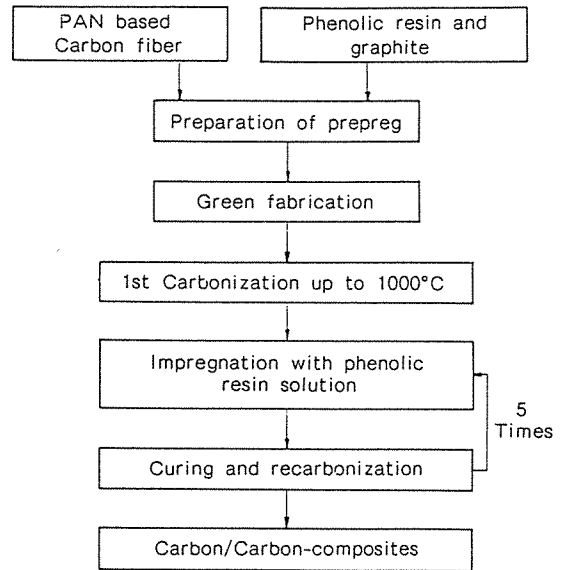 PAN based
Carbon fiber
Phenolic resin and
graphite
Preparation of prepreg
Green fabrication
1st Carbonization up to 1000°C
Impregnation with phenolic
resin solution
5
Times
Curing and recarbonization
Carbon/Carbon-composites